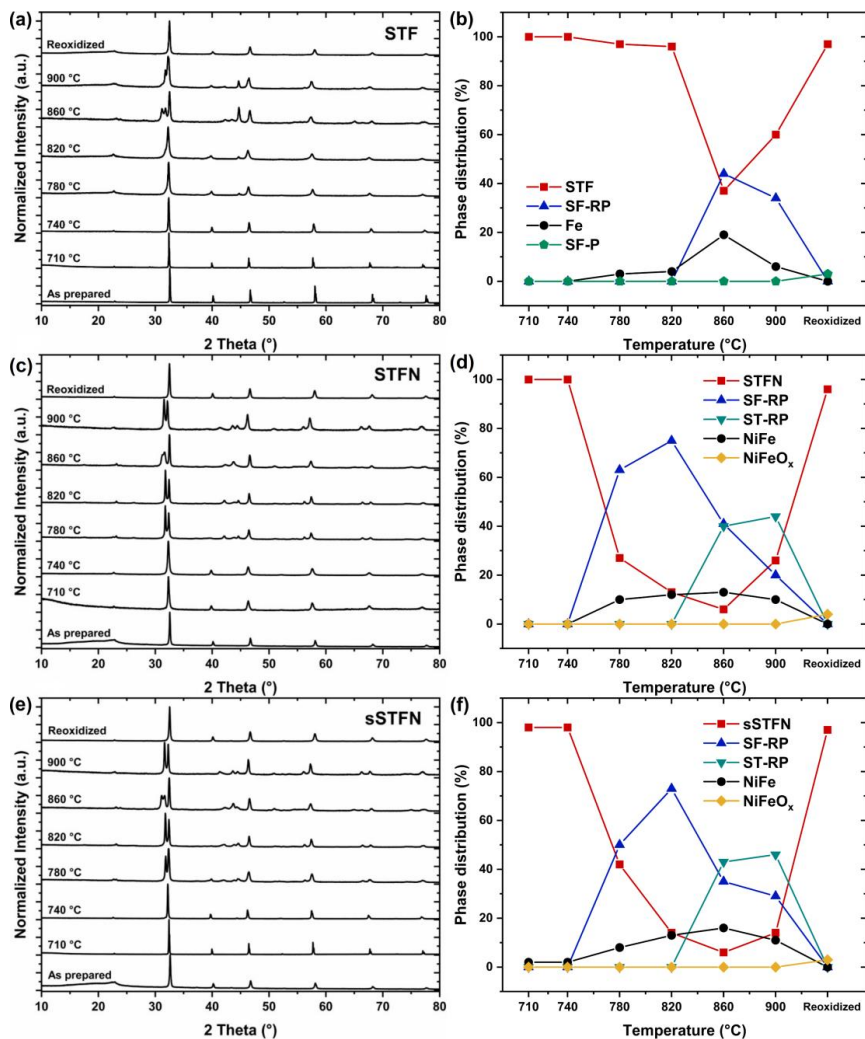 (a)
STF
Normalized Intensity (a.u.)
Reoxidized
900 °C
860 °C
820 °C
780 °C
740 °C
710 °C
As prepared
10 20 30 40 50 60 70 80
2 Theta (°)
(b)
Phase distribution (%)
100
80
60
40
20
0
STF
SF-RP
Fe
SF-P
710 740 780 820 860 900 Reoxidized
Temperature (°C)
(c)
STFN
Normalized Intensity (a.u.)
Reoxidized
900 °C
860 °C
820 °C
780 °C
740 °C
710 °C
As prepared
10 20 30 40 50 60 70 80
2 Theta (°)
(d)
Phase distribution (%)
100
80
60
40
20
0
STFN
SF-RP
ST-RP
NiFe
NiFeOₓ
710 740 780 820 860 900 Reoxidized
Temperature (°C)
(e)
sSTFN
Normalized Intensity (a.u.)
Reoxidized
900 °C
860 °C
820 °C
780 °C
740 °C
710 °C
As prepared
10 20 30 40 50 60 70 80
2 Theta (°)
(f)
Phase distribution (%)
100
80
60
40
20
0
sSTFN
SF-RP
ST-RP
NiFe
NiFeOₓ
710 740 780 820 860 900 Reoxidized
Temperature (°C)